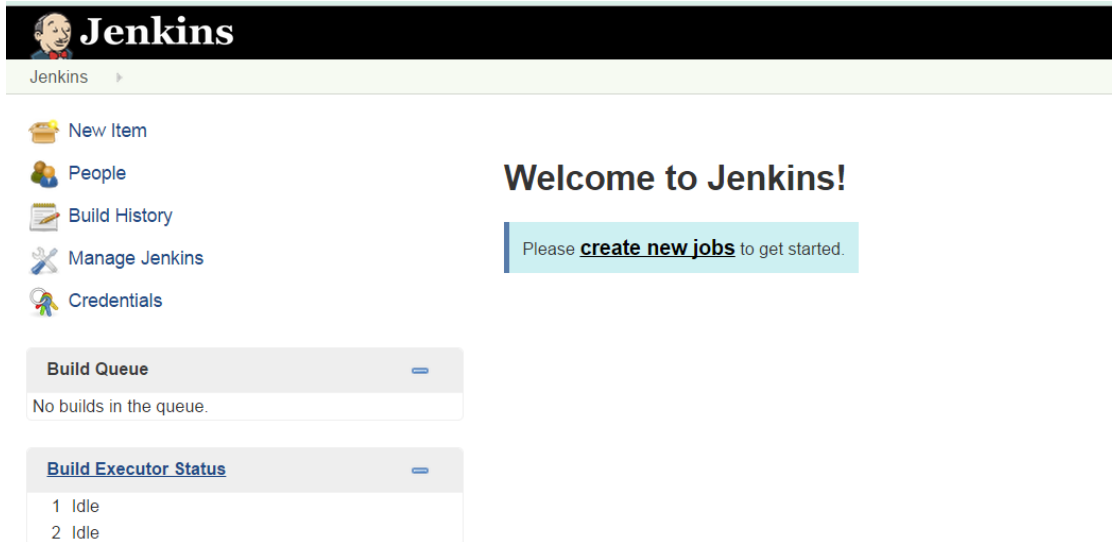 Jenkins
Jenkins
New Item
People
Build History
Manage Jenkins
Credentials
Welcome to Jenkins!
Please create new jobs to get started.
Build Queue
No builds in the queue.
Build Executor Status
1 Idle
2 Idle